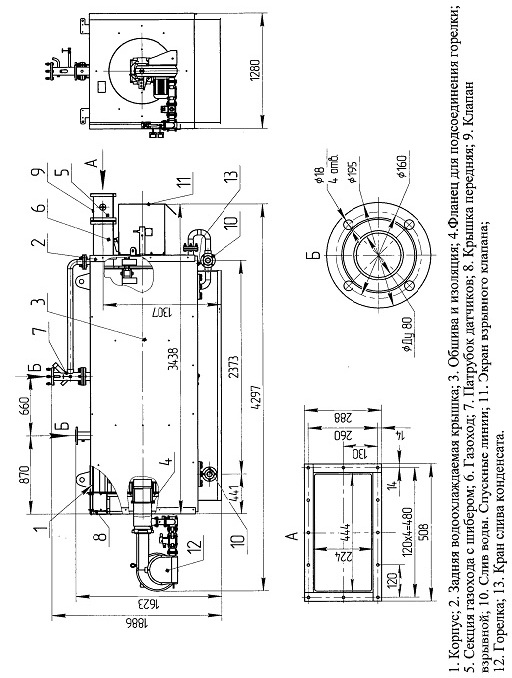 1280
А
9
5
6
2
3
7
Б
Б
1
8
4
12
10
11
13
10
1307
3438
2373
4297
660
870
441
1623
1886
Б
ϕ18
4 отв.
ϕ195
ϕ160
ϕДу 80
А
288
260
130
14
14
444
224
120
120х4=480
508
1. Корпус; 2. Задняя водоохлаждаемая крышка; 3. Обшива и изоляция; 4.Фланец для подсоединения горелки;
5. Секция газохода с шибером; 6. Газоход; 7. Патрубок датчиков; 8. Крышка передняя; 9. Клапан
взрывной; 10. Слив воды. Спускные линии; 11. Экран взрывного клапана;
12. Горелка; 13. Кран слива конденсата.